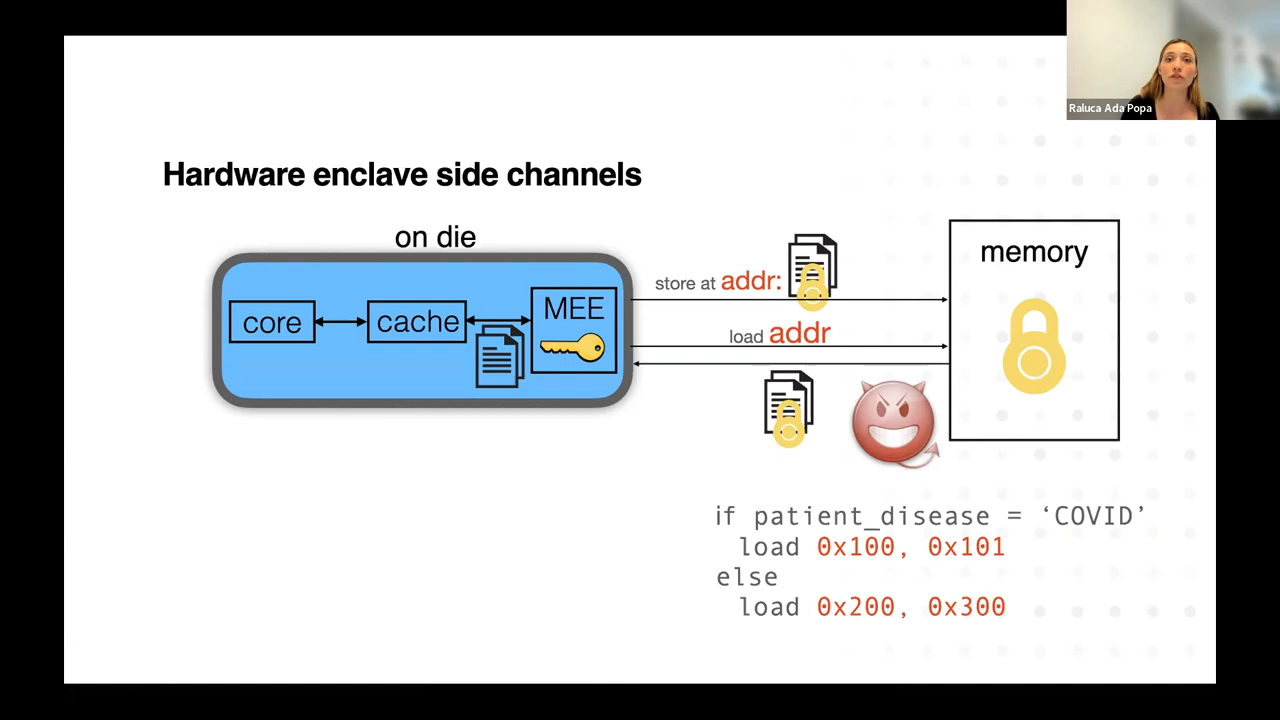 Raluca Ada Popa
Hardware enclave side channels
on die
core
cache
MEE
store at addr:
load addr
memory
if patient_disease = ‘COVID’
load 0x100, 0x101
else
load 0x200, 0x300